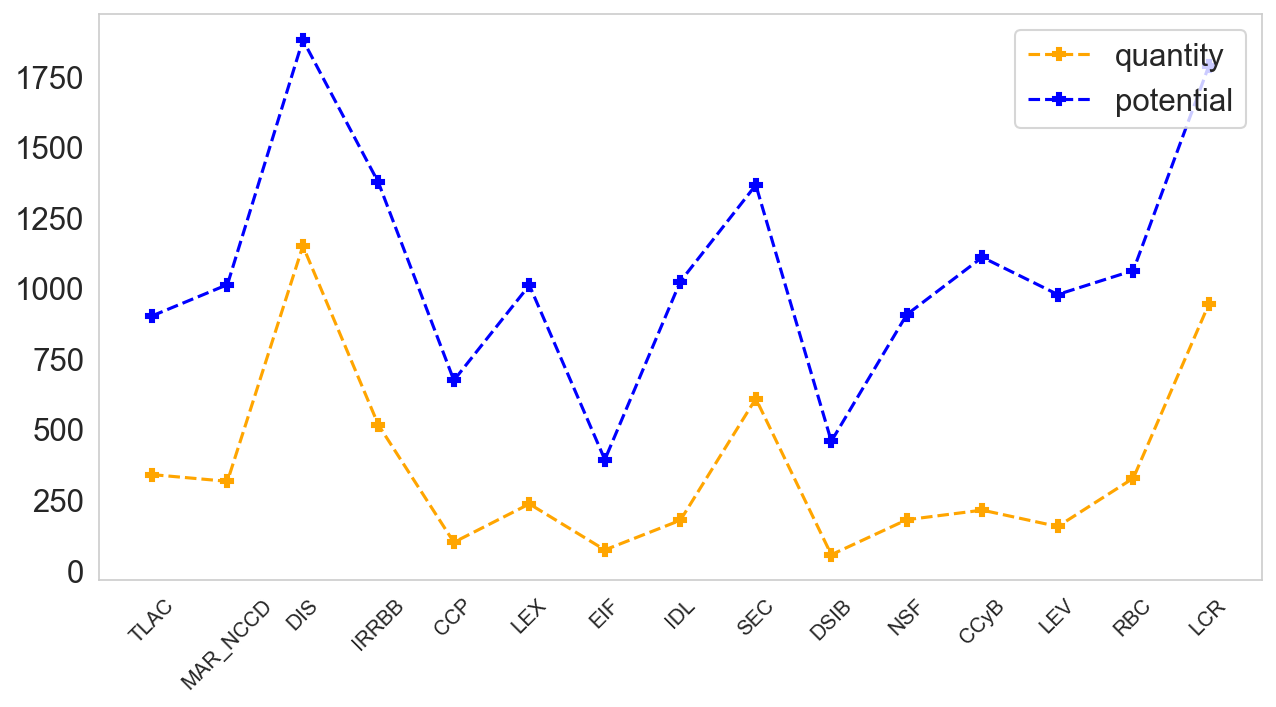 quantity
potential
1750
1500
1250
1000
750
500
250
0
TLAC
MAR_NCCD
DIS
IRRBB
CCP
LEX
EIF
IDL
SEC
DSIB
NSF
CCyB
LEV
RBC
LCR